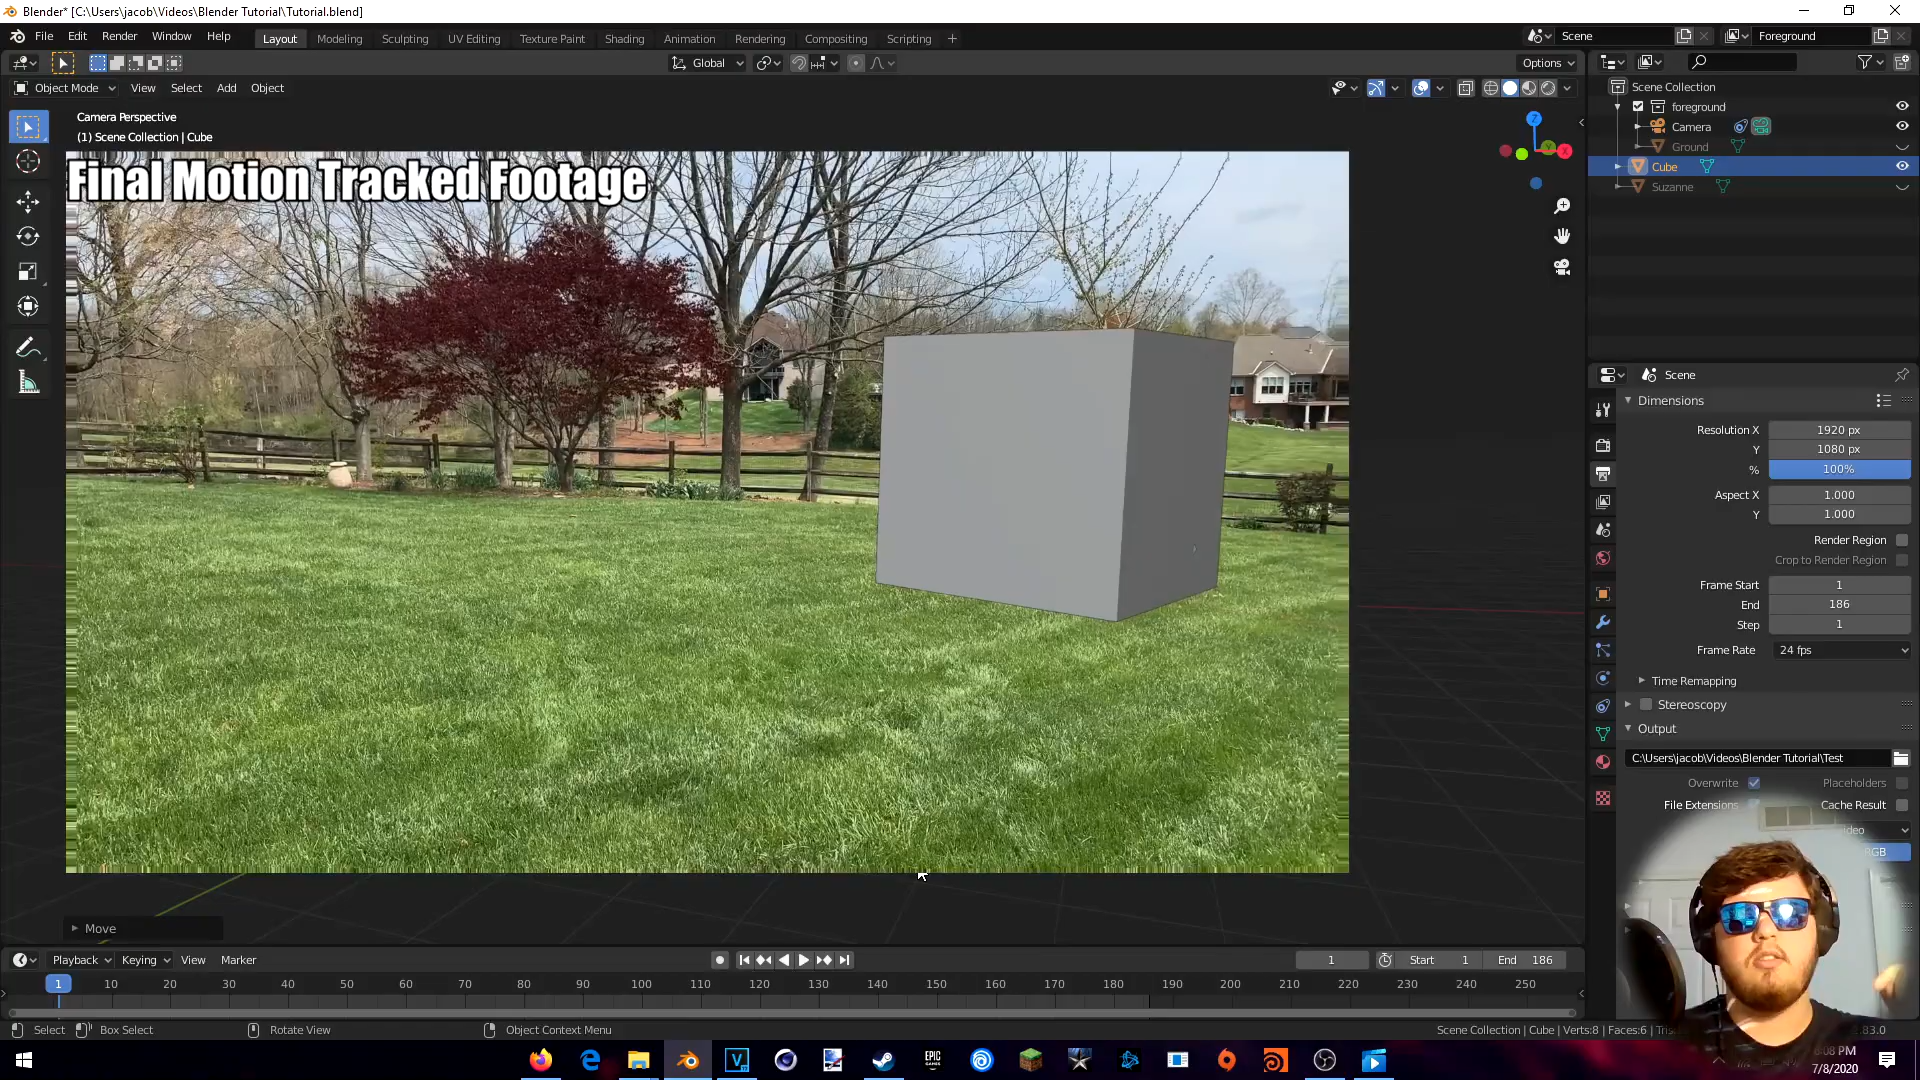 Blender* [C:\Users\jacob\Videos\Blender Tutorial\Tutorial.blend]
File Edit Render Window Help Layout Modeling Sculpting UV Editing Texture Paint Shading Animation Rendering Compositing Scripting + Scene Foreground
Global Options
Object Mode View Select Add Object
Camera Perspective
(1) Scene Collection | Cube
Final Motion Tracked Footage
Z
X
Y
Scene Collection
foreground
Camera
Ground
Cube
Suzanne
Scene
Dimensions
Resolution X 1920 px
Y 1080 px
% 100%
Aspect X 1.000
Y 1.000
Render Region
Crop to Render Region
Frame Start 1
End 186
Step 1
Frame Rate 24 fps
Time Remapping
Stereoscopy
Output
C:\Users\jacob\Videos\Blender Tutorial\Test
Overwrite Placeholders
File Extensions Cache Result
RGB
Move
Playback Keying View Marker 1 Start 1 End 186
1 10 20 30 40 50 60 70 80 90 100 110 120 130 140 150 160 170 180 190 200 210 220 230 240 250
Select Box Select Rotate View Object Context Menu Scene Collection | Cube | Verts:8 | Faces:6 |
EPIC GAMES
7/8/2020